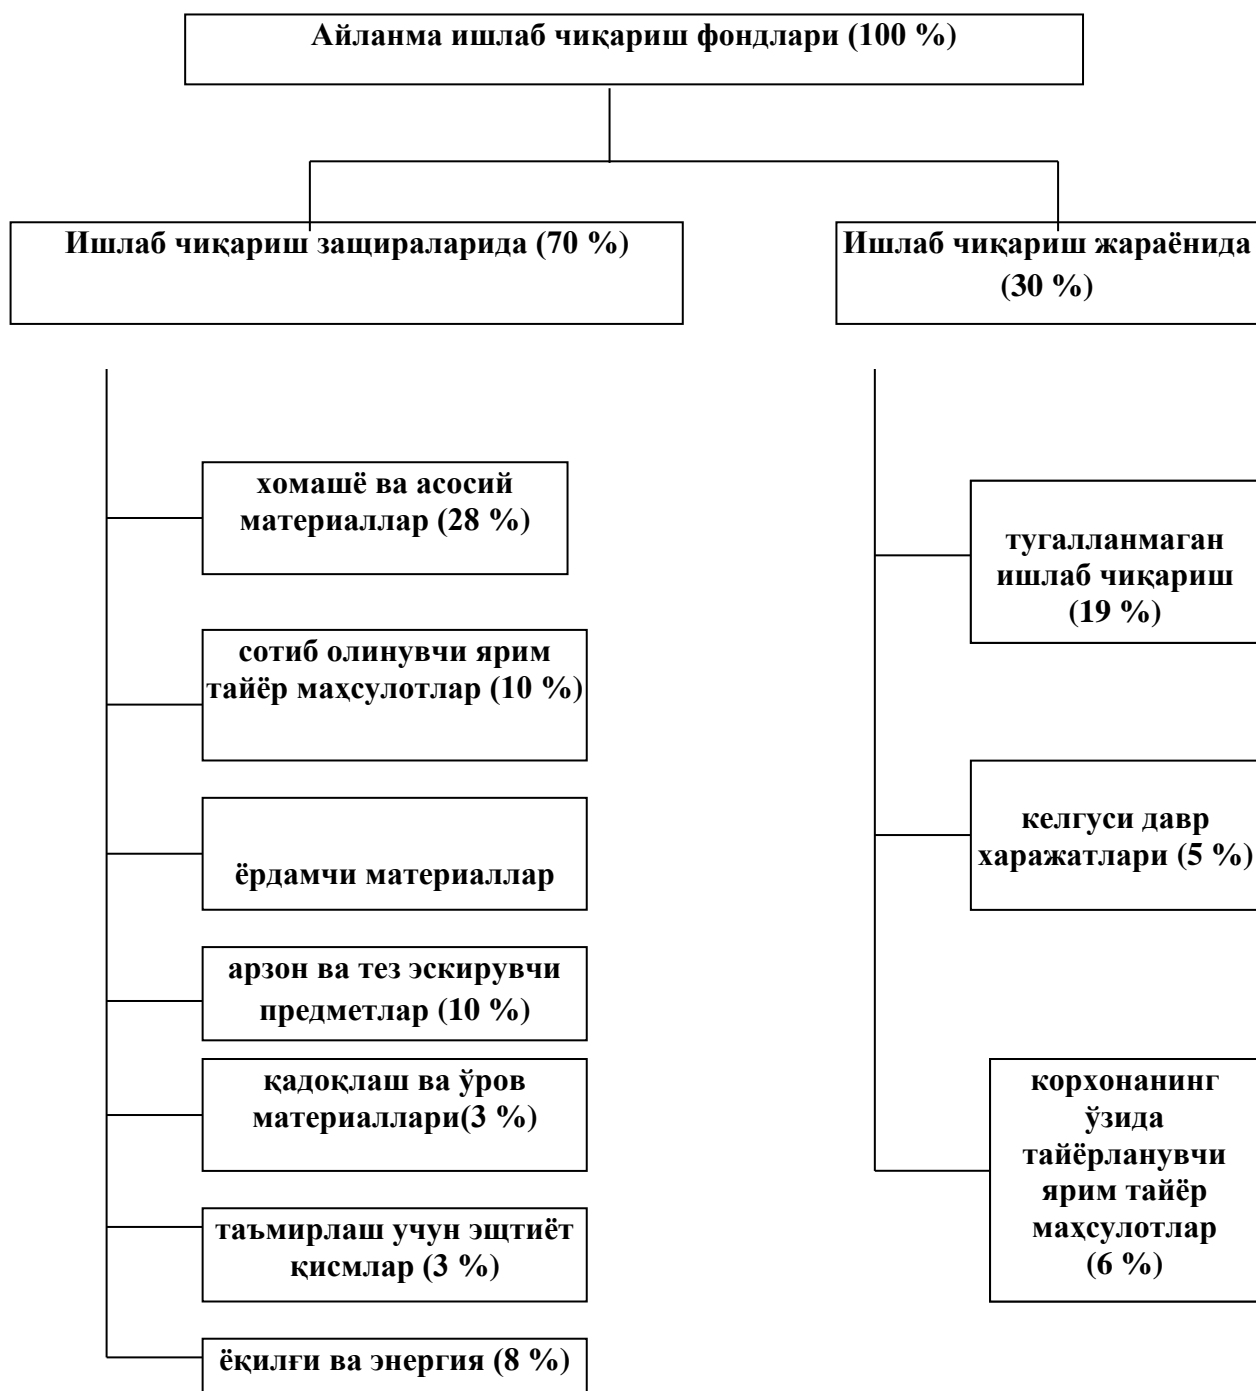 Айланма ишлаб чиқариш фондлари (100 %)
Ишлаб чиқариш защираларида (70 %)
Ишлаб чиқариш жараёнида
(30 %)
хомашё ва асосий
материаллар (28 %)
сотиб олинувчи ярим
тайёр маҳсулотлар (10 %)
ёрдамчи материаллар
арзон ва тез эскирувчи
предметлар (10 %)
қадоқлаш ва ўров
материаллари(3 %)
таъмирлаш учун эщтиёт
қисмлар (3 %)
ёқилғи ва энергия (8 %)
тугалланмаган
ишлаб чиқариш
(19 %)
келгуси давр
харажатлари (5 %)
корхонанинг
ўзида
тайёрланувчи
ярим тайёр
маҳсулотлар
(6 %)